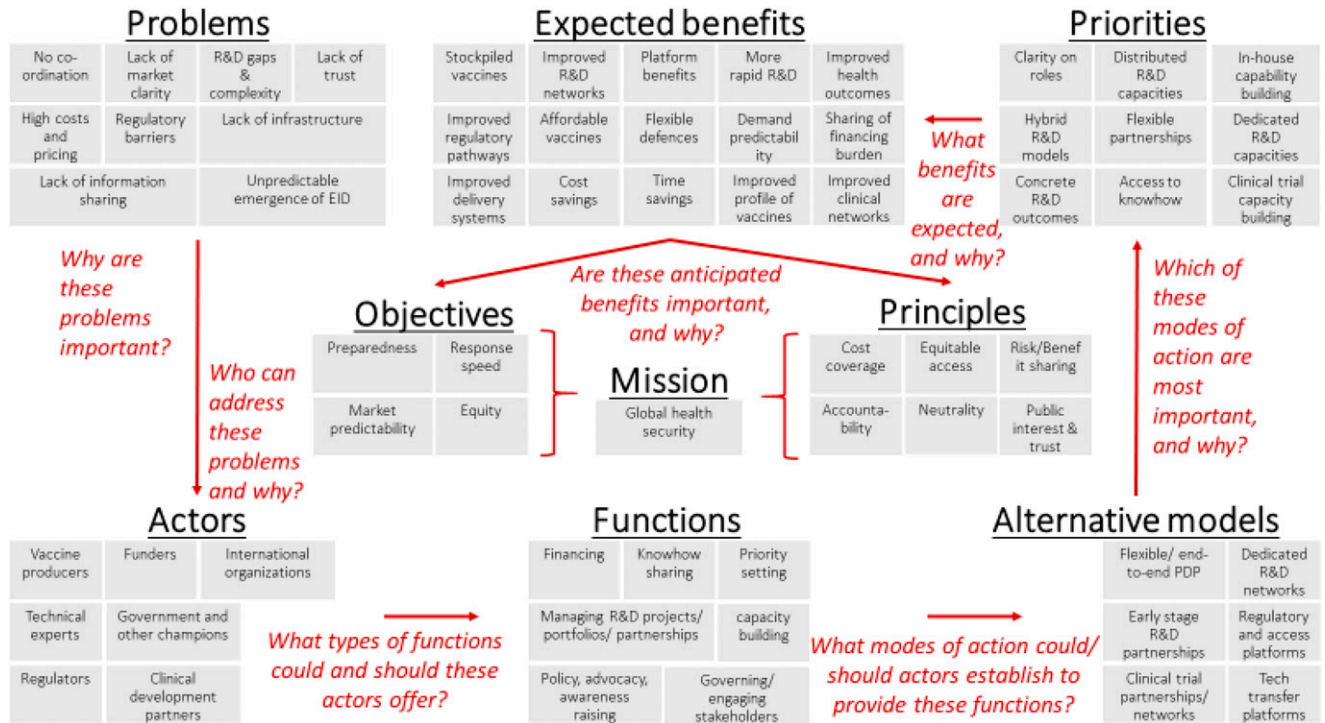 Problems
No co-
ordination
Lack of
market
clarity
R&D gaps
&
complexity
Lack of
trust
High costs
and
pricing
Regulatory
barriers
Lack of infrastructure
Lack of information
sharing
Unpredictable
emergence of EID
Expected benefits
Stockpiled
vaccines
Improved
R&D
networks
Platform
benefits
More
rapid R&D
Improved
health
outcomes
Improved
regulatory
pathways
Affordable
vaccines
Flexible
defences
Demand
predictabil
ity
Sharing of
financing
burden
Improved
delivery
systems
Cost
savings
Time
savings
Improved
profile of
vaccines
Improved
clinical
networks
Priorities
Clarity on
roles
Distributed
R&D
capacities
In-house
capability
building
Hybrid
R&D
models
Flexible
partnerships
Dedicated
R&D
capacities
Concrete
R&D
outcomes
Access to
knowhow
Clinical trial
capacity
building
What
benefits
are
expected,
and why?
Why are
these
problems
important?
Who can
address
these
problems
and why?
Are these anticipated
benefits important,
and why?
Which of
these
modes of
action are
most
important,
and why?
Objectives
Preparedness
Response
speed
Market
predictability
Equity
Mission
Global health
security
Principles
Cost
coverage
Equitable
access
Risk/Benef
it sharing
Accounta-
bility
Neutrality
Public
interest &
trust
Actors
Vaccine
producers
Funders
International
organizations
Technical
experts
Government and
other champions
Regulators
Clinical
development
partners
What types of functions
could and should these
actors offer?
Functions
Financing
Knowhow
sharing
Priority
setting
Managing R&D projects/
portfolios/ partnerships
capacity
building
Policy, advocacy,
awareness
raising
Governing/
engaging
stakeholders
What modes of action could/
should actors establish to
provide these functions?
Alternative models
Flexible/ end-
to-end PDP
Dedicated
R&D
networks
Early stage
R&D
partnerships
Regulatory
and access
platforms
Clinical trial
partnerships/
networks
Tech
transfer
platforms